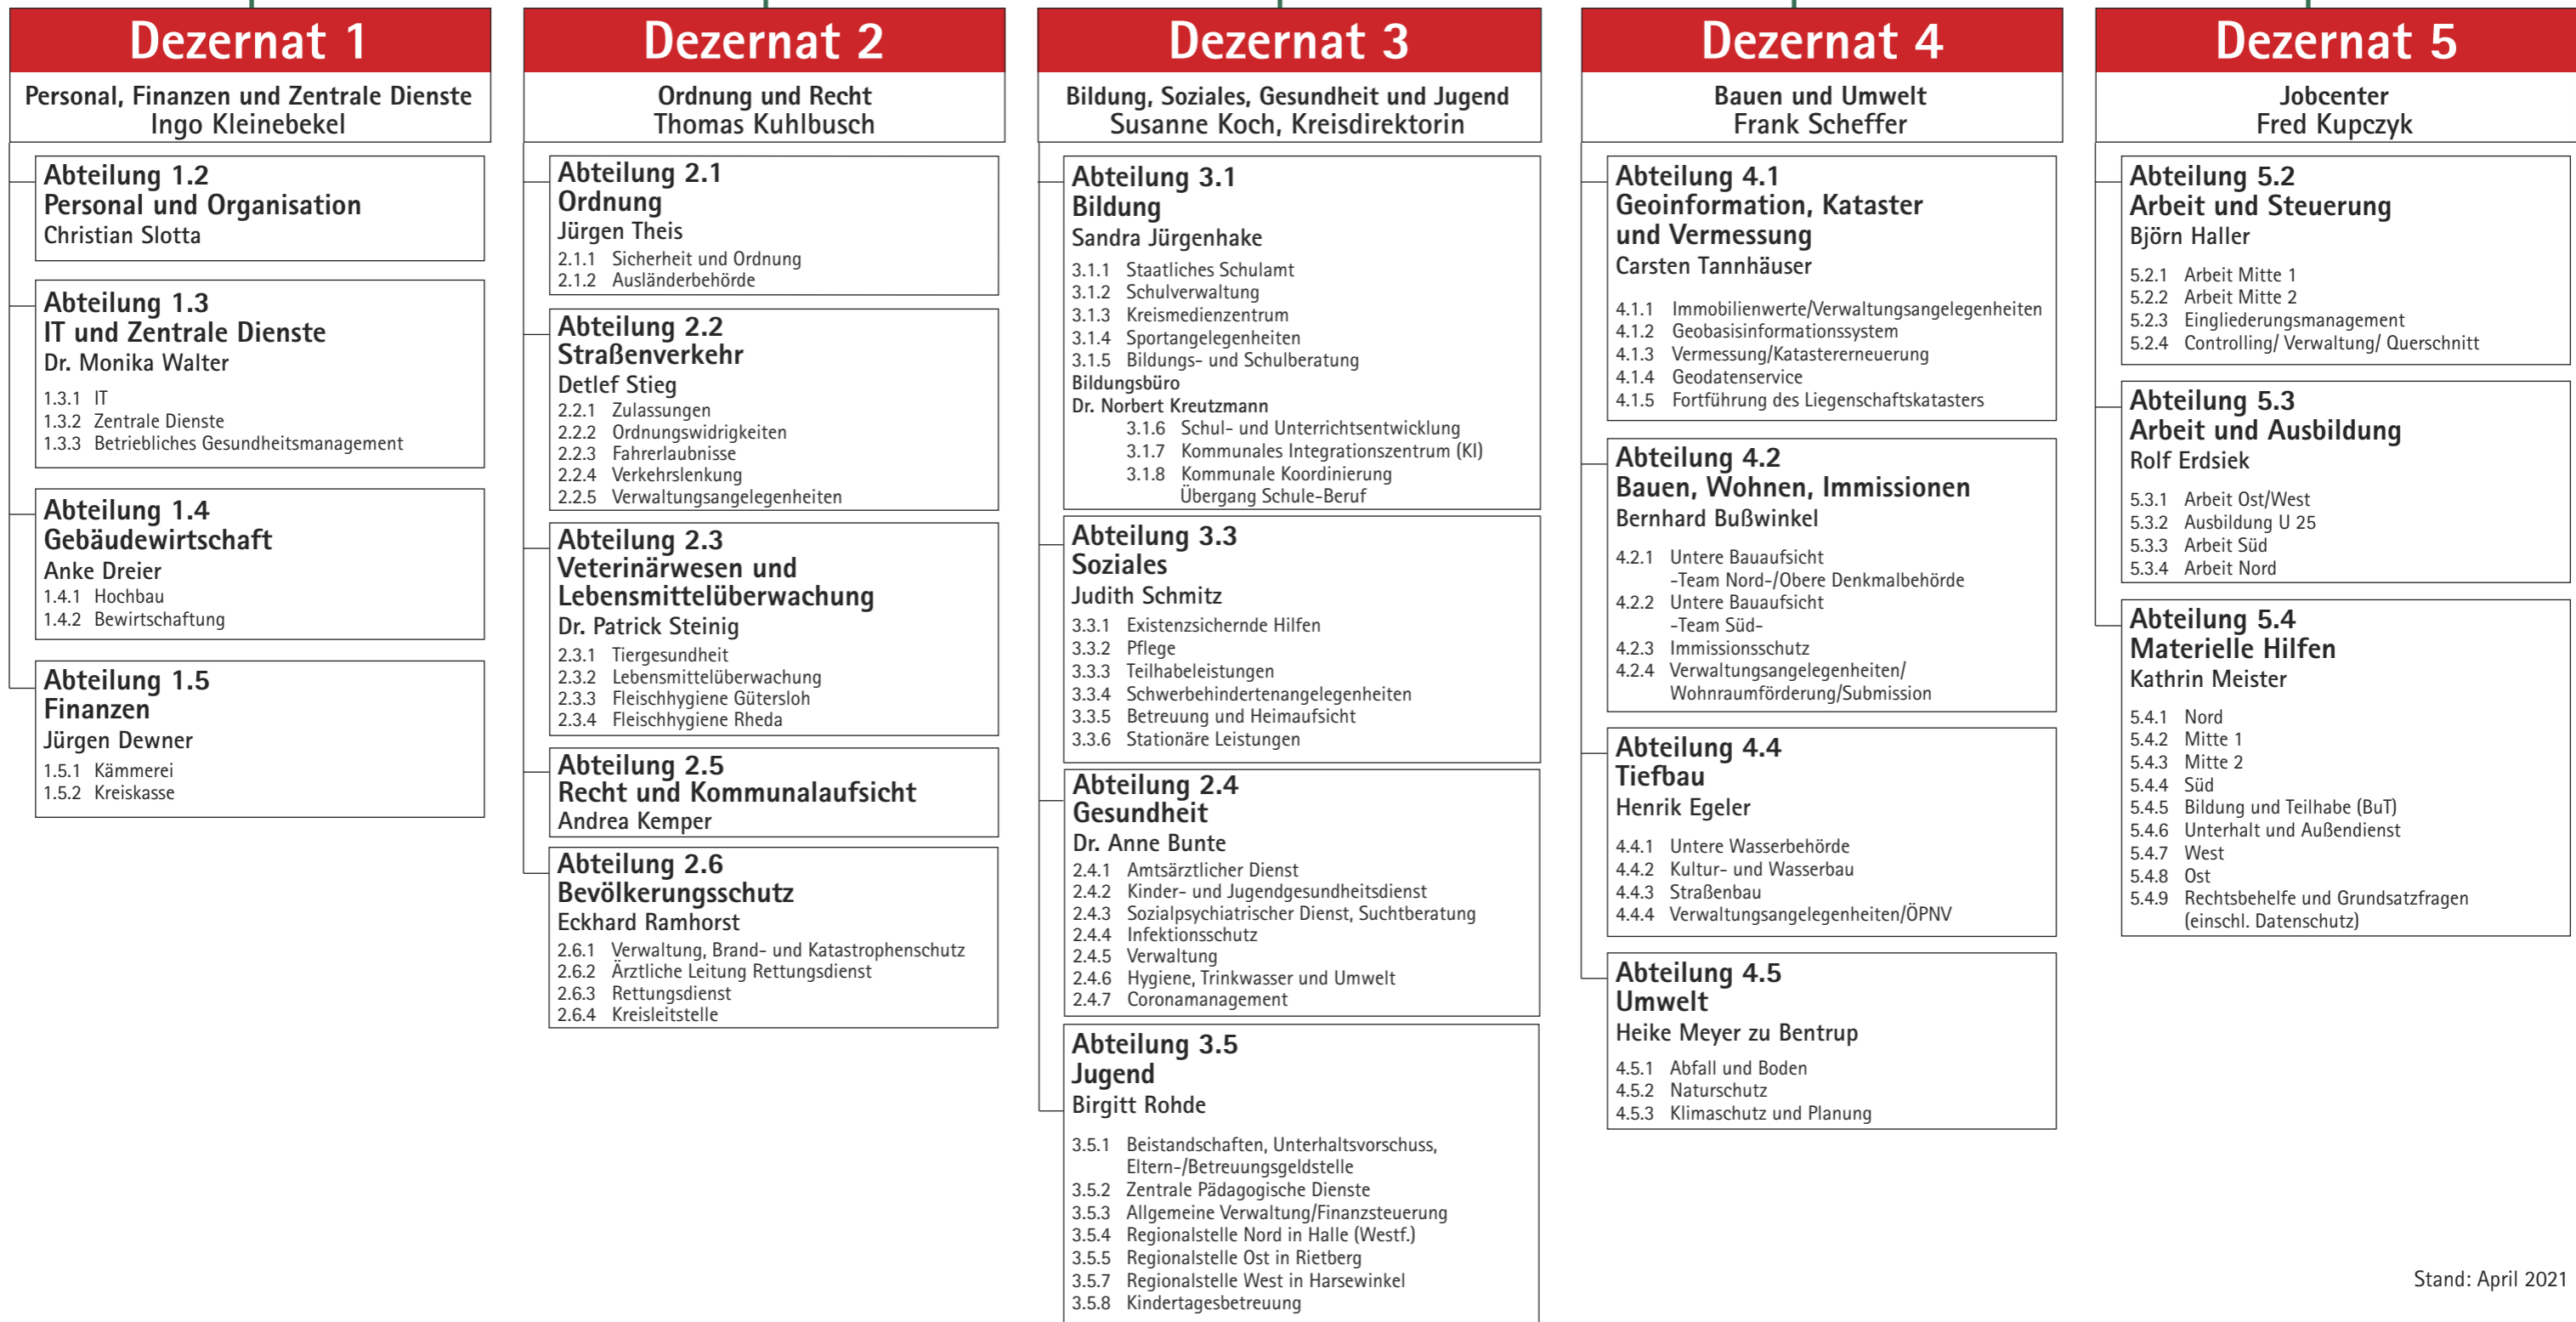 Dezernat 1
Personal, Finanzen und Zentrale Dienste
Ingo Kleinebekel
Abteilung 1.2
Personal und Organisation
Christian Slotta
Abteilung 1.3
IT und Zentrale Dienste
Dr. Monika Walter
1.3.1 IT
1.3.2 Zentrale Dienste
1.3.3 Betriebliches Gesundheitsmanagement
Abteilung 1.4
Gebäudewirtschaft
Anke Dreier
1.4.1 Hochbau
1.4.2 Bewirtschaftung
Abteilung 1.5
Finanzen
Jürgen Dewner
1.5.1 Kämmerei
1.5.2 Kreiskasse
Dezernat 2
Ordnung und Recht
Thomas Kuhlbusch
Abteilung 2.1
Ordnung
Jürgen Theis
2.1.1 Sicherheit und Ordnung
2.1.2 Ausländerbehörde
Abteilung 2.2
Straßenverkehr
Detlef Stieg
2.2.1 Zulassungen
2.2.2 Ordnungswidrigkeiten
2.2.3 Fahrerlaubnisse
2.2.4 Verkehrslenkung
2.2.5 Verwaltungsangelegenheiten
Abteilung 2.3
Veterinärwesen und
Lebensmittelüberwachung
Dr. Patrick Steinig
2.3.1 Tiergesundheit
2.3.2 Lebensmittelüberwachung
2.3.3 Fleischhygiene Gütersloh
2.3.4 Fleischhygiene Rheda
Abteilung 2.5
Recht und Kommunalaufsicht
Andrea Kemper
Abteilung 2.6
Bevölkerungsschutz
Eckhard Ramhorst
2.6.1 Verwaltung, Brand- und Katastrophenschutz
2.6.2 Ärztliche Leitung Rettungsdienst
2.6.3 Rettungsdienst
2.6.4 Kreisleitstelle
Dezernat 3
Bildung, Soziales, Gesundheit und Jugend
Susanne Koch, Kreisdirektorin
Abteilung 3.1
Bildung
Sandra Jürgenhake
3.1.1 Staatliches Schulamt
3.1.2 Schulverwaltung
3.1.3 Kreismedienzentrum
3.1.4 Sportangelegenheiten
3.1.5 Bildungs- und Schulberatung
Bildungsbüro
Dr. Norbert Kreutzmann
3.1.6 Schul- und Unterrichtsentwicklung
3.1.7 Kommunales Integrationszentrum (KI)
3.1.8 Kommunale Koordinierung
Übergang Schule-Beruf
Abteilung 3.3
Soziales
Judith Schmitz
3.3.1 Existenzsichernde Hilfen
3.3.2 Pflege
3.3.3 Teilhabeleistungen
3.3.4 Schwerbehindertenangelegenheiten
3.3.5 Betreuung und Heimaufsicht
3.3.6 Stationäre Leistungen
Abteilung 2.4
Gesundheit
Dr. Anne Bunte
2.4.1 Amtsärztlicher Dienst
2.4.2 Kinder- und Jugendgesundheitsdienst
2.4.3 Sozialpsychiatrischer Dienst, Suchtberatung
2.4.4 Infektionsschutz
2.4.5 Verwaltung
2.4.6 Hygiene, Trinkwasser und Umwelt
2.4.7 Coronamanagement
Abteilung 3.5
Jugend
Birgitt Rohde
3.5.1 Beistandschaften, Unterhaltsvorschuss,
Eltern-/Betreuungsgeldstelle
3.5.2 Zentrale Pädagogische Dienste
3.5.3 Allgemeine Verwaltung/Finanzsteuerung
3.5.4 Regionalstelle Nord in Halle (Westf.)
3.5.5 Regionalstelle Ost in Rietberg
3.5.7 Regionalstelle West in Harsewinkel
3.5.8 Kindertagesbetreuung
Dezernat 4
Bauen und Umwelt
Frank Scheffer
Abteilung 4.1
Geoinformation, Kataster
und Vermessung
Carsten Tannhäuser
4.1.1 Immobilienwerte/Verwaltungsangelegenheiten
4.1.2 Geobasisinformationssystem
4.1.3 Vermessung/Katastererneuerung
4.1.4 Geodatenservice
4.1.5 Fortführung des Liegenschaftskatasters
Abteilung 4.2
Bauen, Wohnen, Immissionen
Bernhard Bußwinkel
4.2.1 Untere Bauaufsicht
-Team Nord-/Obere Denkmalbehörde
4.2.2 Untere Bauaufsicht
-Team Süd-
4.2.3 Immissionsschutz
4.2.4 Verwaltungsangelegenheiten/
Wohnraumförderung/Submission
Abteilung 4.4
Tiefbau
Henrik Egeler
4.4.1 Untere Wasserbehörde
4.4.2 Kultur- und Wasserbau
4.4.3 Straßenbau
4.4.4 Verwaltungsangelegenheiten/ÖPNV
Abteilung 4.5
Umwelt
Heike Meyer zu Bentrup
4.5.1 Abfall und Boden
4.5.2 Naturschutz
4.5.3 Klimaschutz und Planung
Dezernat 5
Jobcenter
Fred Kupczyk
Abteilung 5.2
Arbeit und Steuerung
Björn Haller
5.2.1 Arbeit Mitte 1
5.2.2 Arbeit Mitte 2
5.2.3 Eingliederungsmanagement
5.2.4 Controlling/ Verwaltung/ Querschnitt
Abteilung 5.3
Arbeit und Ausbildung
Rolf Erdsiek
5.3.1 Arbeit Ost/West
5.3.2 Ausbildung U 25
5.3.3 Arbeit Süd
5.3.4 Arbeit Nord
Abteilung 5.4
Materielle Hilfen
Kathrin Meister
5.4.1 Nord
5.4.2 Mitte 1
5.4.3 Mitte 2
5.4.4 Süd
5.4.5 Bildung und Teilhabe (BuT)
5.4.6 Unterhalt und Außendienst
5.4.7 West
5.4.8 Ost
5.4.9 Rechtsbehelfe und Grundsatzfragen
(einschl. Datenschutz)
Stand: April 2021